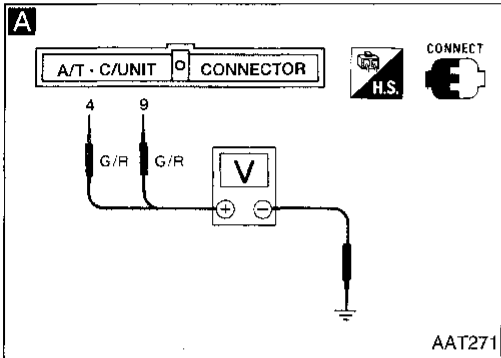 A
A/T · C/UNIT CONNECTOR
CONNECT
H.S.
4 9
G/R G/R
V
+ −
AAT271